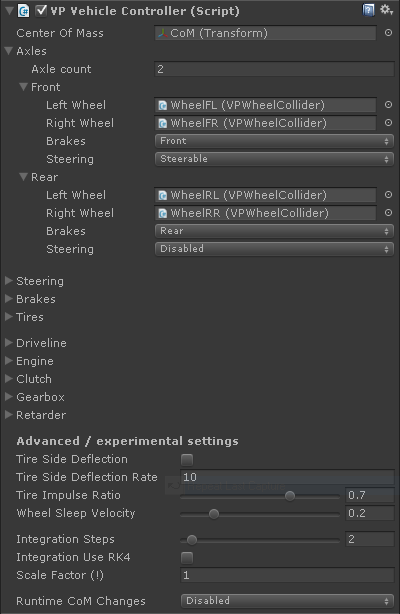 VP Vehicle Controller (Script)
Center Of Mass CoM (Transform)
Axles
Axle count 2
Front
Left Wheel WheelFL (VPWheelCollider)
Right Wheel WheelFR (VPWheelCollider)
Brakes Front
Steering Steerable
Rear
Left Wheel WheelRL (VPWheelCollider)
Right Wheel WheelRR (VPWheelCollider)
Brakes Rear
Steering Disabled
Steering
Brakes
Tires
Driveline
Engine
Clutch
Gearbox
Retarder
Advanced / experimental settings
Tire Side Deflection
Tire Side Deflection Rate 10
Tire Impulse Ratio 0.7
Wheel Sleep Velocity 0.2
Integration Steps 2
Integration Use RK4
Scale Factor (!) 1
Runtime CoM Changes Disabled